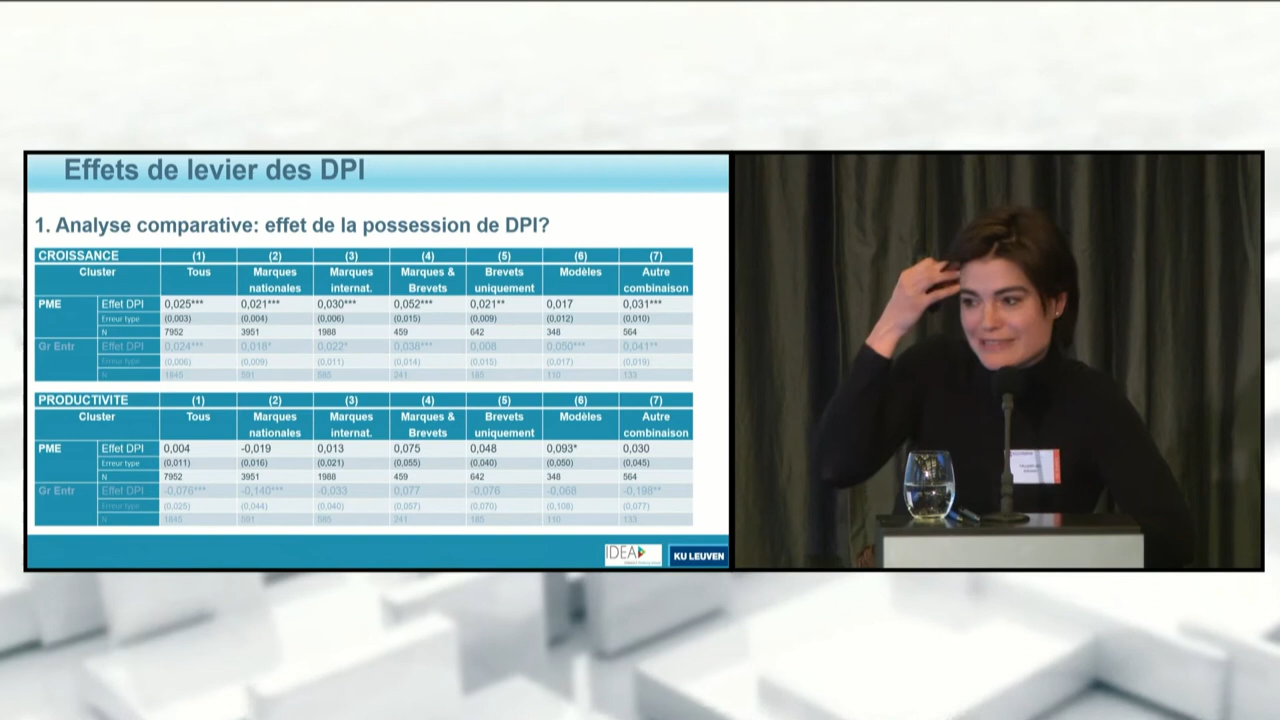 Effets de levier des DPI
1. Analyse comparative: effet de la possession de DPI?
CROISSANCE (1) (2) (3) (4) (5) (6) (7)
Cluster Tous Marques nationales Marques internat. Marques & Brevets Brevets uniquement Modèles Autre combinaison
PME Effet DPI 0,025*** 0,021*** 0,030*** 0,052*** 0,021** 0,017 0,031***
Erreur type (0,003) (0,004) (0,006) (0,015) (0,009) (0,012) (0,010)
N 7952 3951 1988 459 642 348 564
Gr Entr Effet DPI 0,024*** 0,018* 0,022* 0,038*** 0,008 0,050*** 0,041**
Erreur type (0,006) (0,009) (0,011) (0,014) (0,015) (0,017) (0,019)
N 1845 591 585 241 185 110 133
PRODUCTIVITE (1) (2) (3) (4) (5) (6) (7)
Cluster Tous Marques nationales Marques internat. Marques & Brevets Brevets uniquement Modèles Autre combinaison
PME Effet DPI 0,004 -0,019 0,013 0,075 0,048 0,093* 0,030
Erreur type (0,011) (0,016) (0,021) (0,055) (0,040) (0,050) (0,045)
N 7952 3951 1988 459 642 348 564
Gr Entr Effet DPI -0,076*** -0,140*** -0,033 0,077 -0,076 -0,068 -0,198**
Erreur type (0,044) (0,040) (0,057) (0,070) (0,108) (0,077)
N 1845 591 585 241 185 110 133
IDEA KU LEUVEN